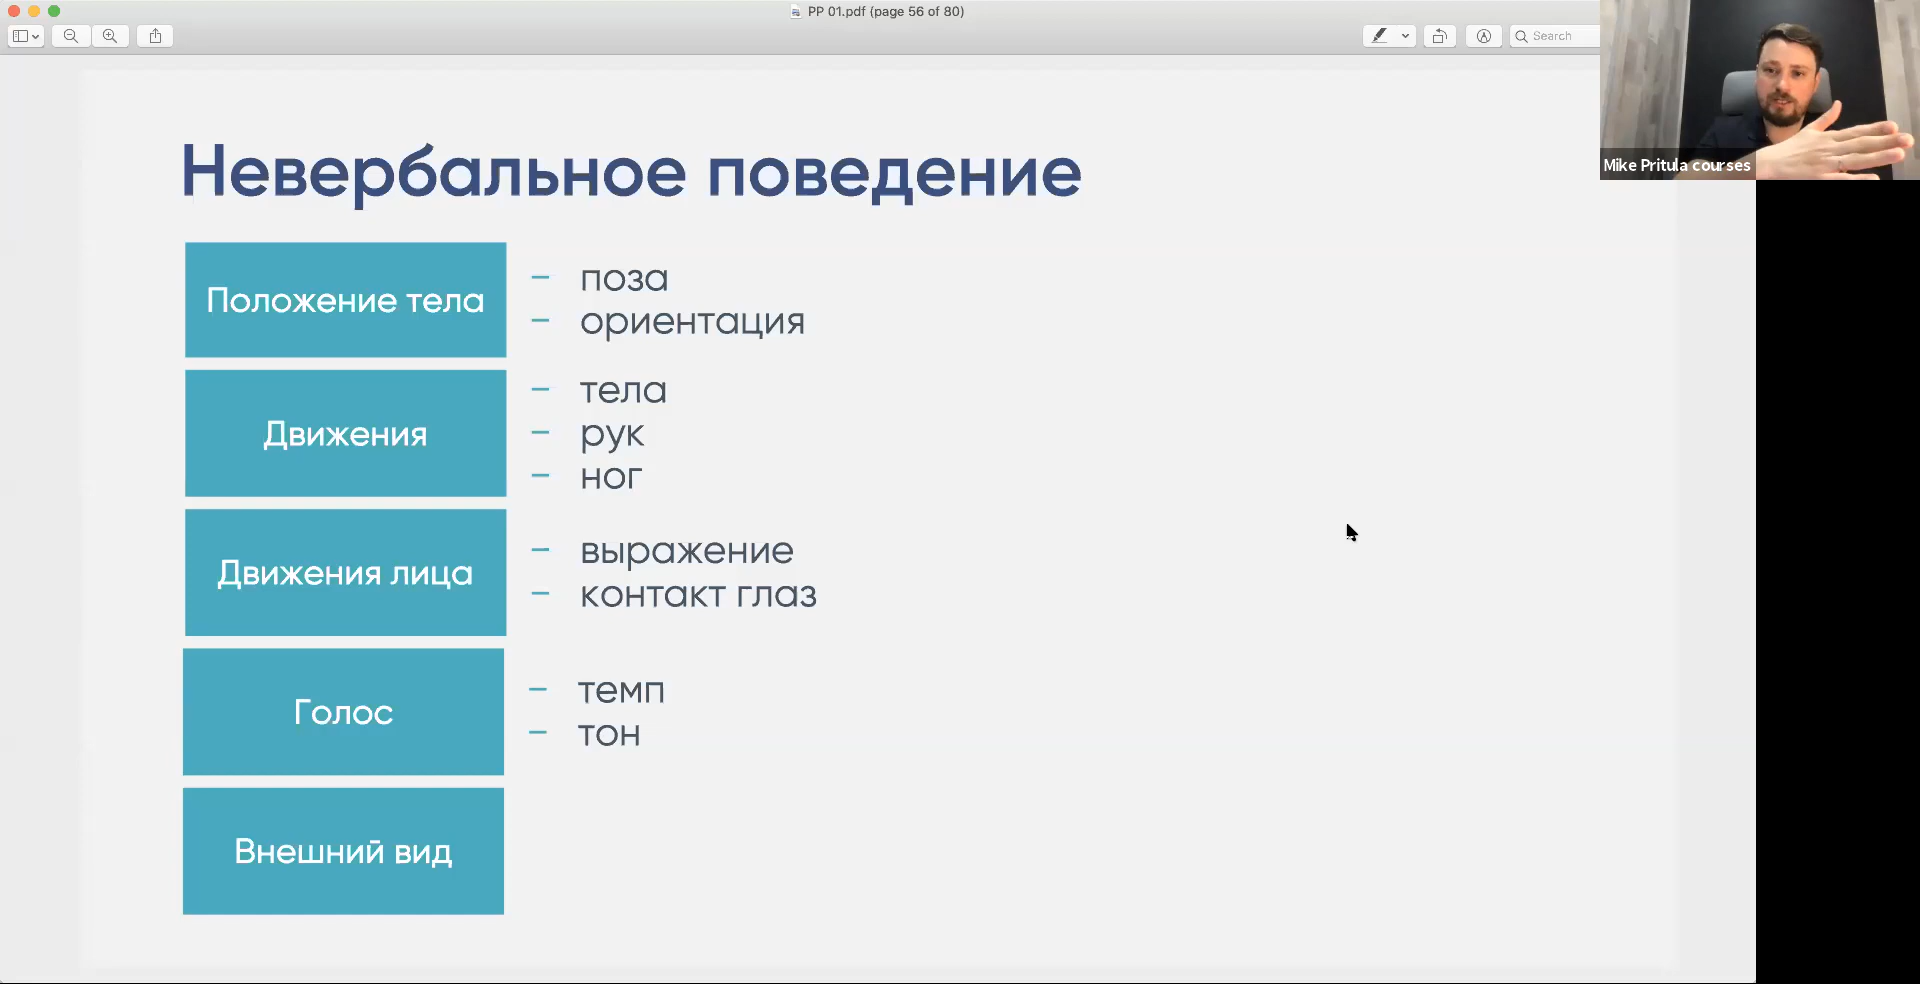 PP 01.pdf (page 56 of 80)
Search
Mike Pritula courses
Невербальное поведение
Положение тела
– поза
– ориентация
Движения
– тела
– рук
– ног
Движения лица
– выражение
– контакт глаз
Голос
– темп
– тон
Внешний вид